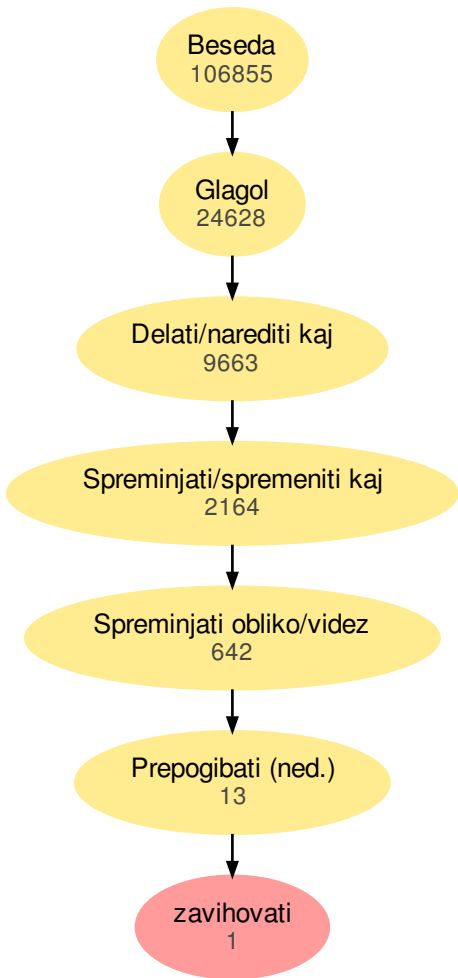 Beseda
106855
Glagol
24628
Delati/narediti kaj
9663
Spreminjati/spremeniti kaj
2164
Spreminjati obliko/videz
642
Prepogibati (ned.)
13
zavihovati
1